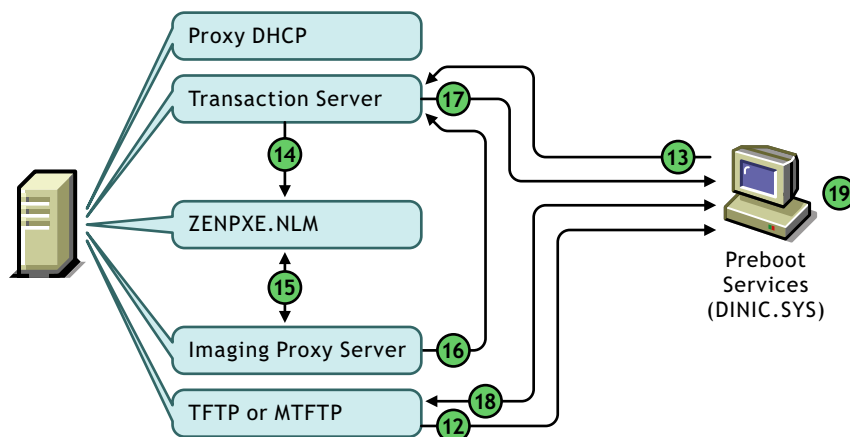 Proxy DHCP
Transaction Server
17
13
14
19
ZENPXE.NLM
Preboot
Services
(DINIC.SYS)
15
Imaging Proxy Server
16
18
TFTP or MTFTP
12